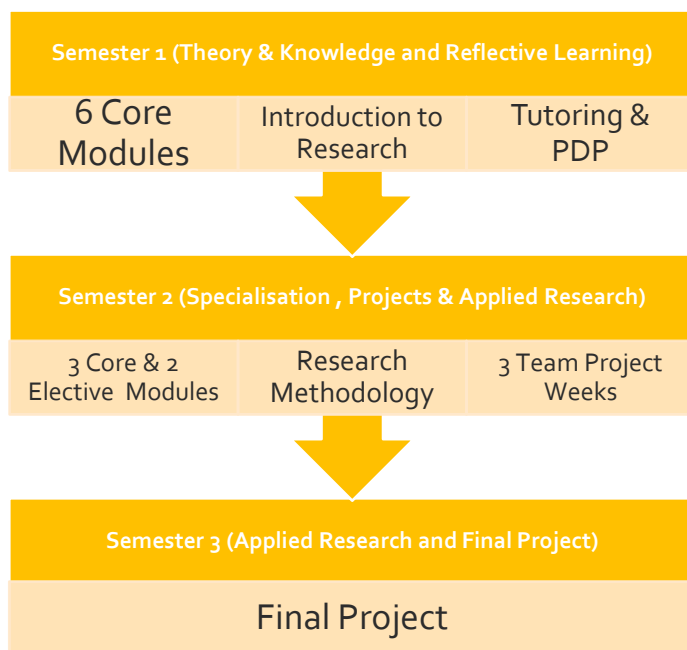 Semester 1 (Theory & Knowledge and Reflective Learning)
6 Core
Modules
Introduction to
Research
Tutoring &
PDP
Semester 2 (Specialisation , Projects & Applied Research)
3 Core & 2
Elective Modules
Research
Methodology
3 Team Project
Weeks
Semester 3 (Applied Research and Final Project)
Final Project